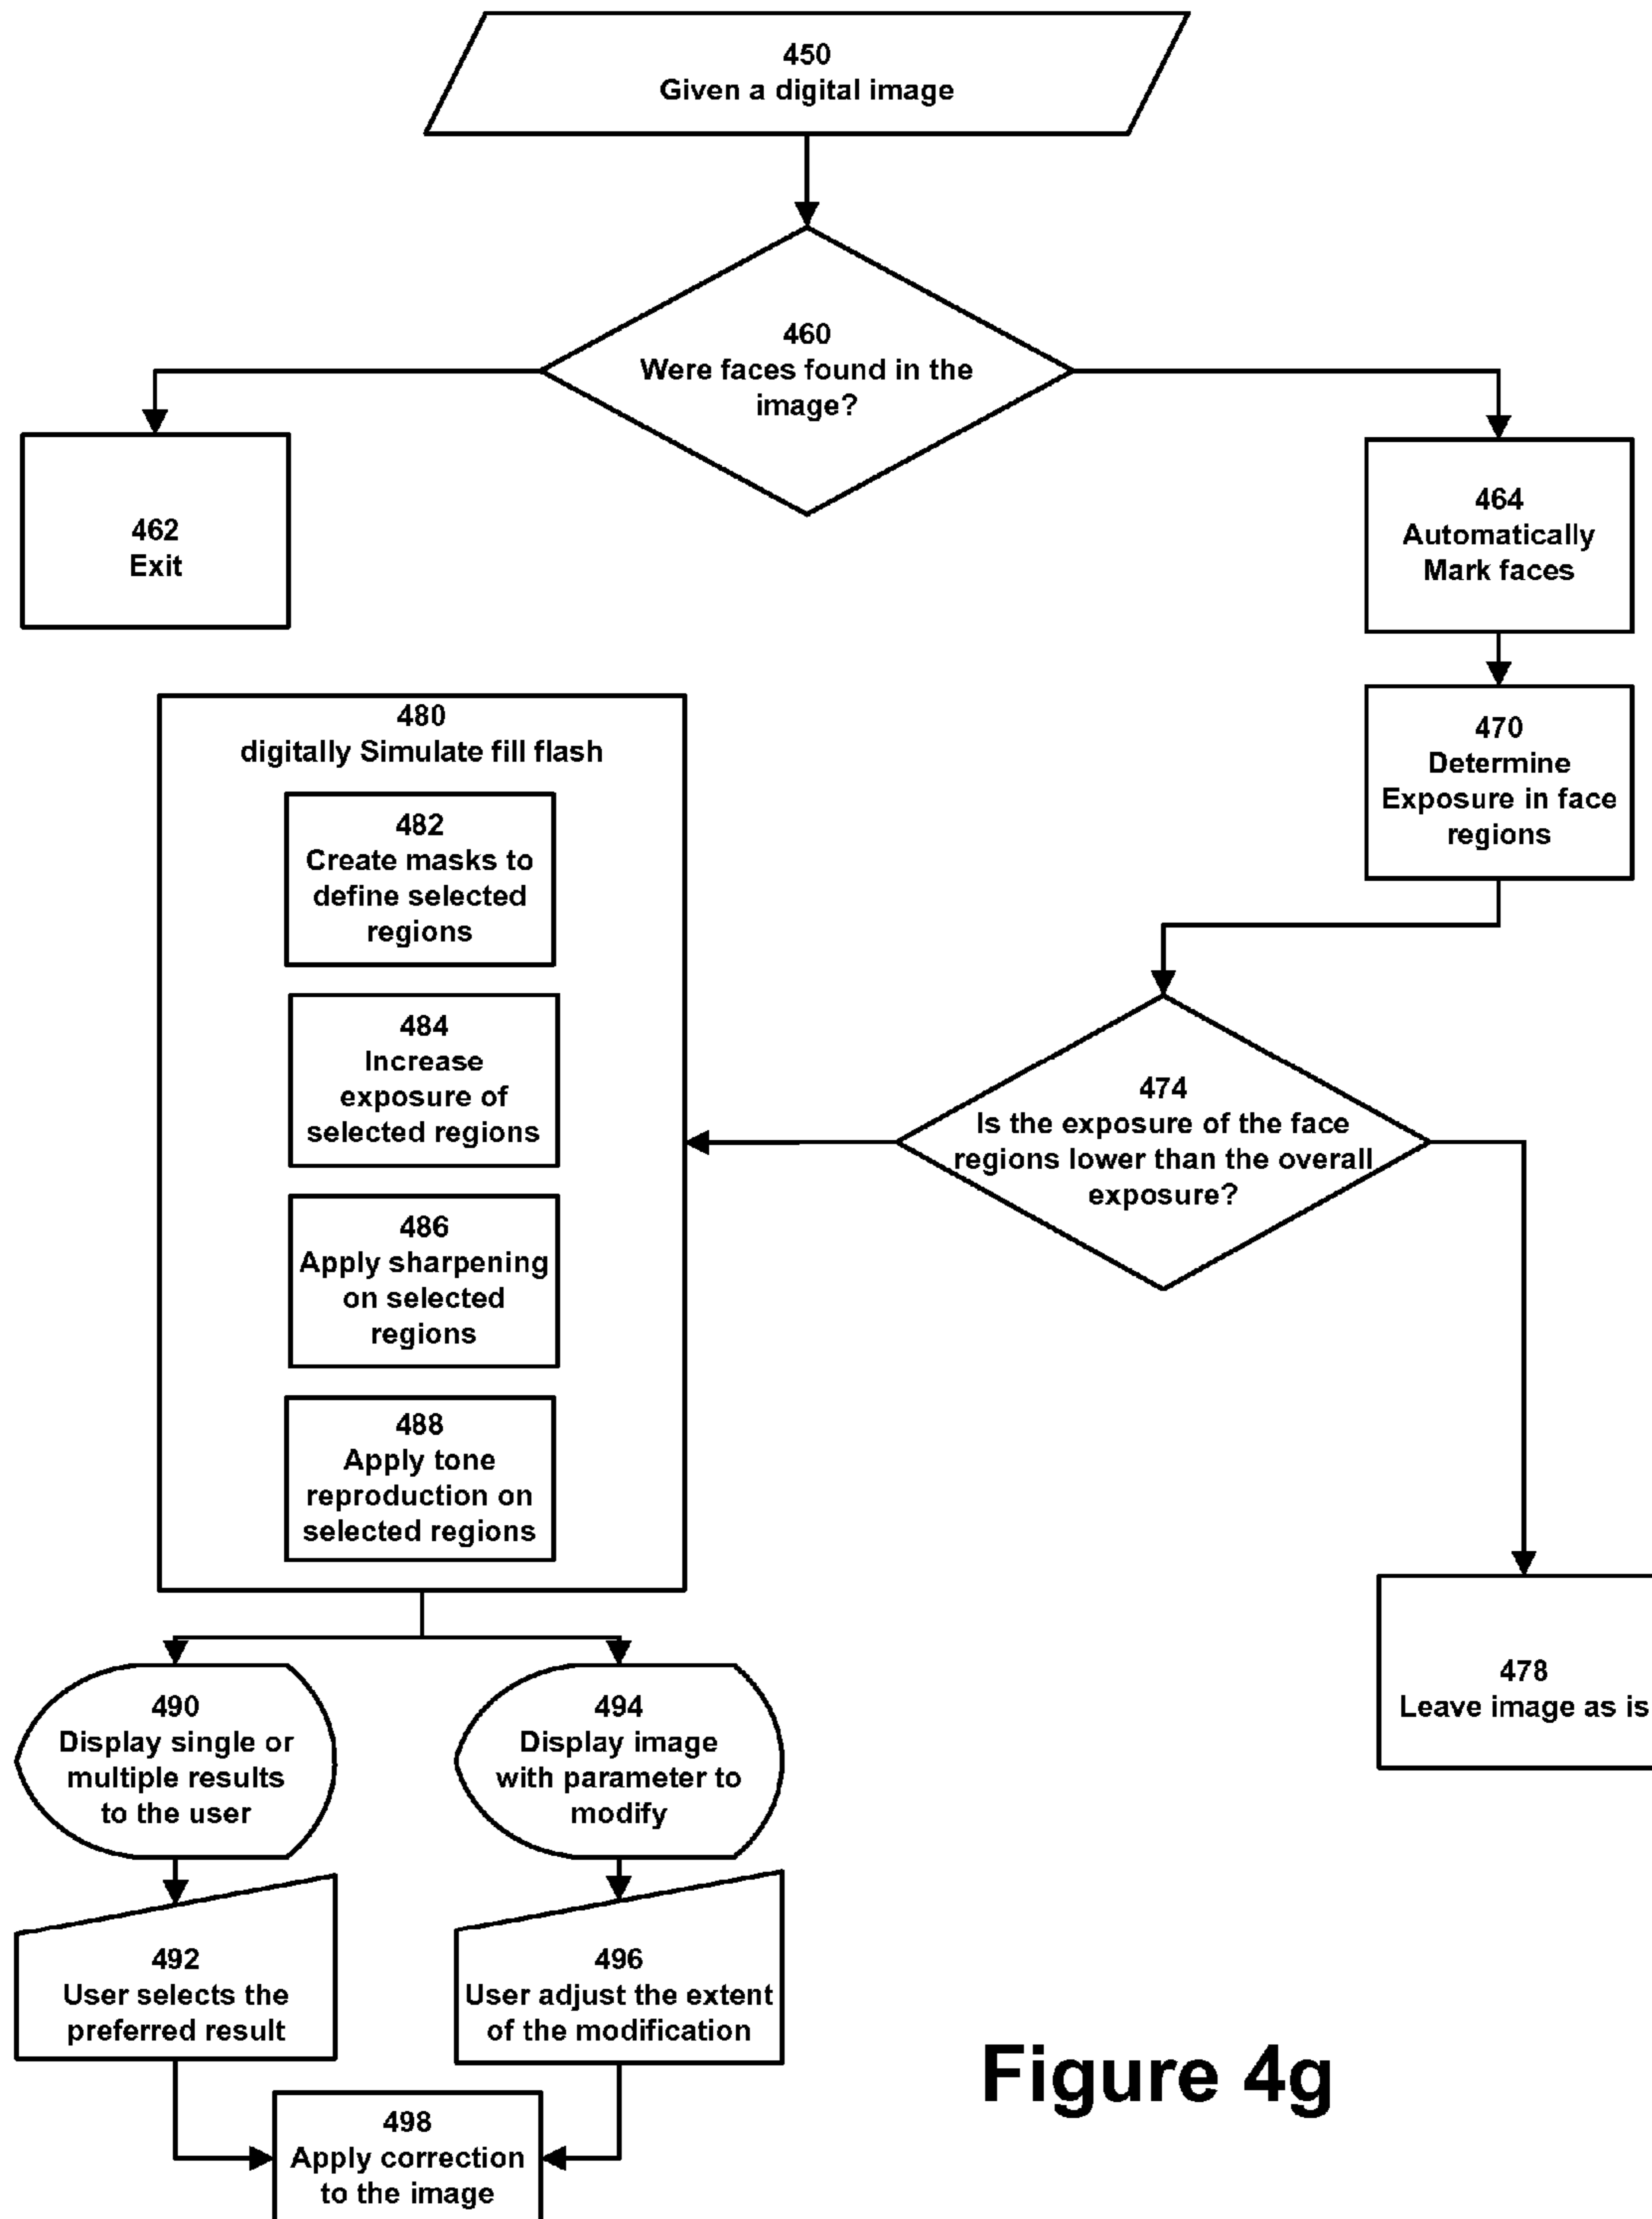 450
Given a digital image
460
Were faces found in the
image?
462
Exit
464
Automatically
Mark faces
470
Determine
Exposure in face
regions
474
Is the exposure of the face
regions lower than the overall
exposure?
478
Leave image as is
480
digitally Simulate fill flash
482
Create masks to
define selected
regions
484
Increase
exposure of
selected regions
486
Apply sharpening
on selected
regions
488
Apply tone
reproduction on
selected regions
490
Display single or
multiple results
to the user
494
Display image
with parameter to
modify
492
User selects the
preferred result
496
User adjust the extent
of the modification
498
Apply correction
to the image
Figure 4g